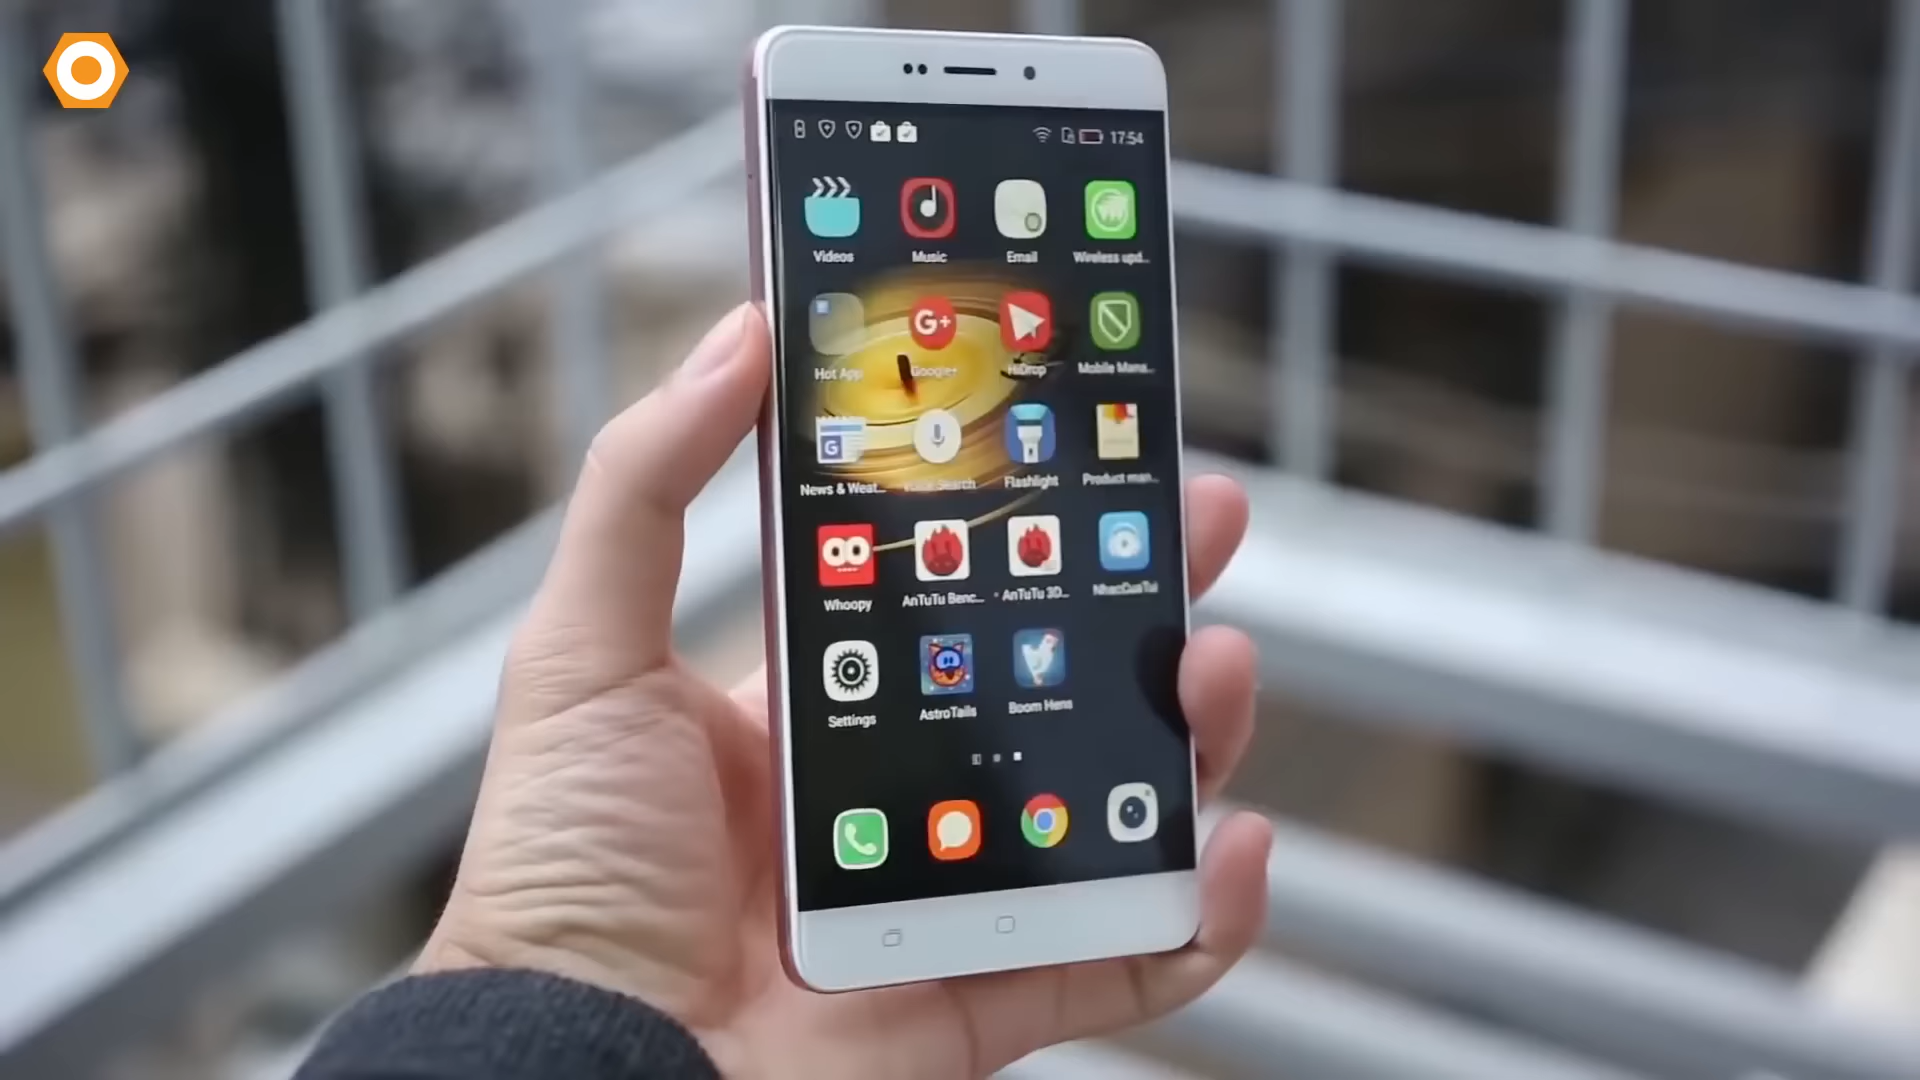 17:54
Videos Music Email Wireless upd...
Hot App Google+ HiDrop Mobile Mana...
G+
G
News & Weat... Voice Search Flashlight Product man...
Whoopy AnTuTu Benc... AnTuTu 3D... NhacCuaTui
Settings AstroTails Boom Hens